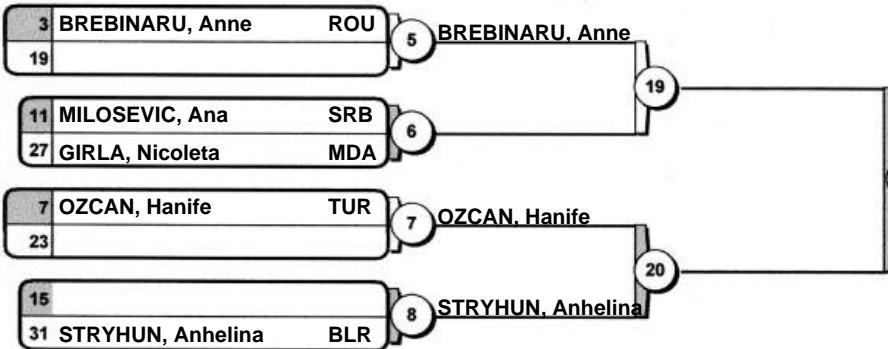 3 BREBINARU, Anne ROU
5 BREBINARU, Anne
19
19
11 MILOSEVIC, Ana SRB
6
27 GIRLA, Nicoleta MDA
7 OZCAN, Hanife TUR
7 OZCAN, Hanife
23
20
15
8 STRYHUN, Anhelina
31 STRYHUN, Anhelina BLR